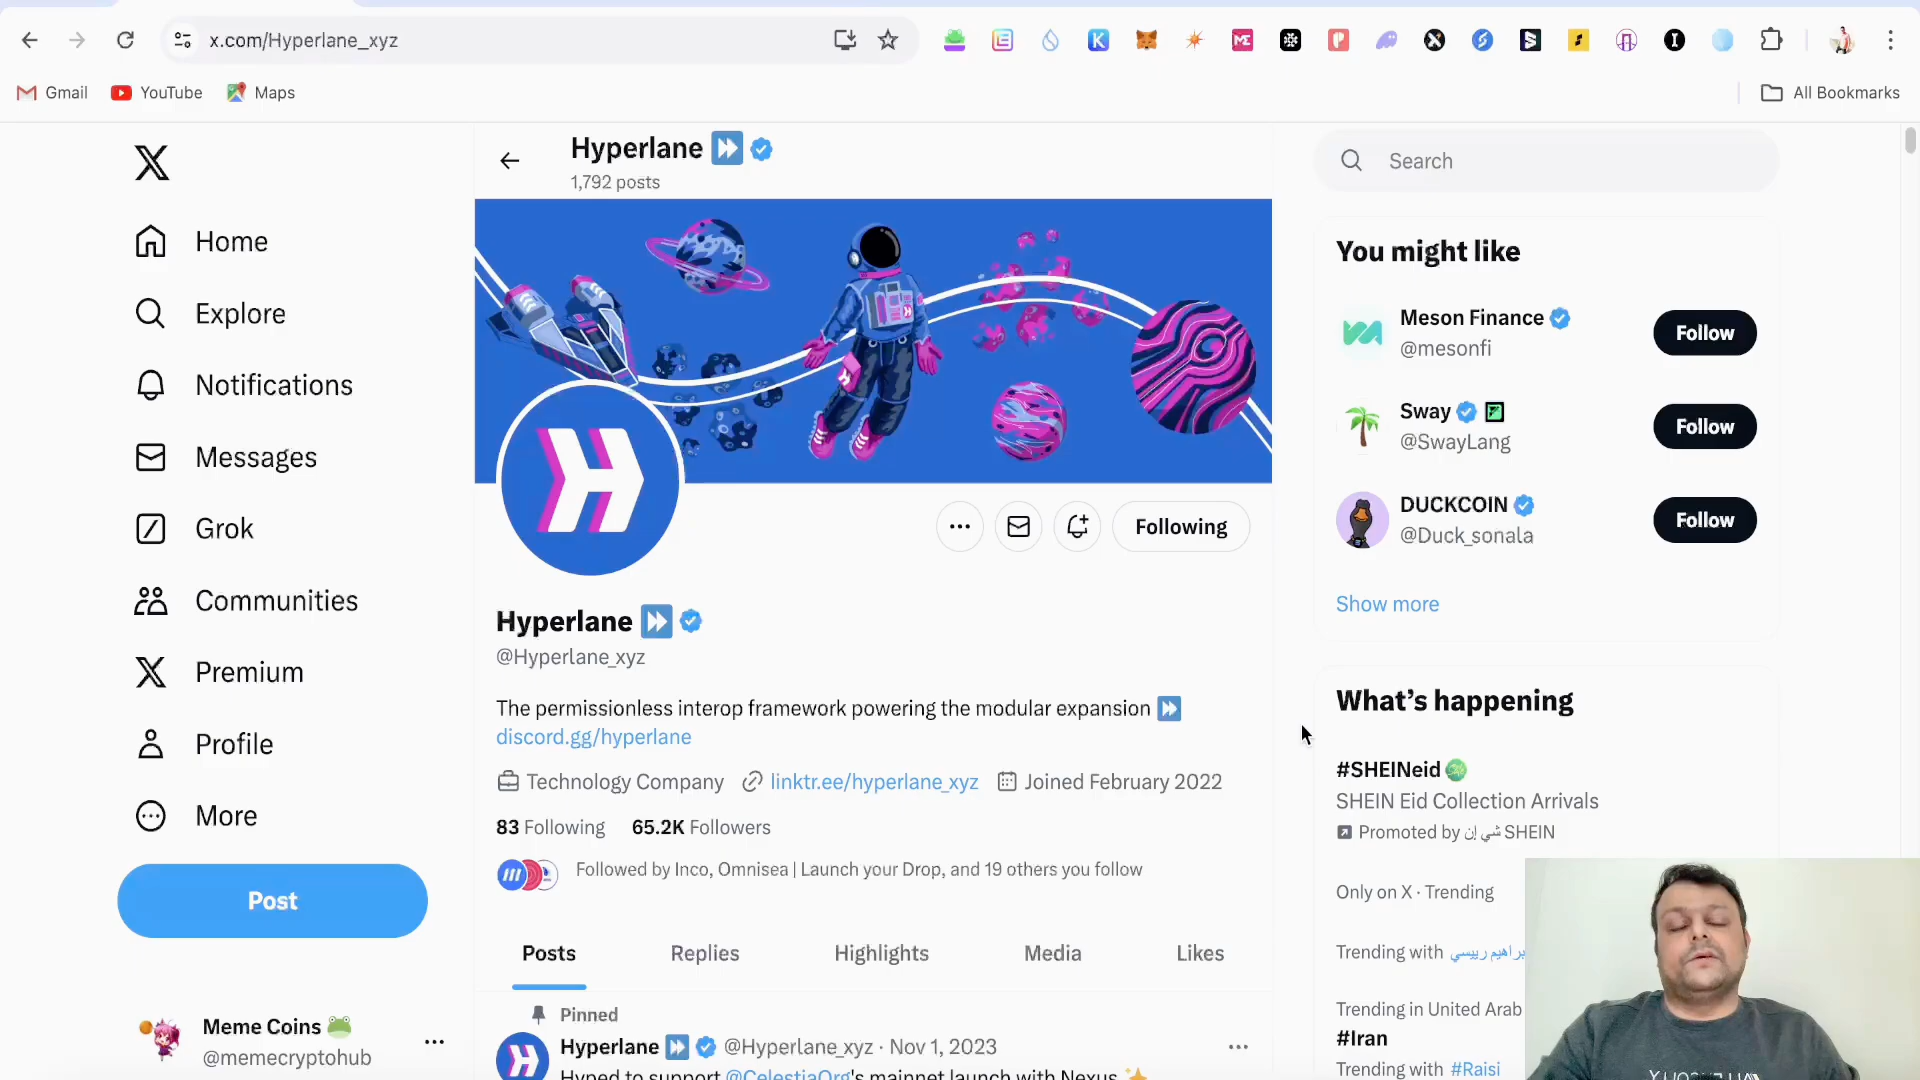 x.com/Hyperlane_xyz
Gmail
YouTube
Maps
All Bookmarks
Home
Explore
Notifications
Messages
Grok
Communities
Premium
Profile
More
Post
Meme Coins 🐸
@memecryptohub
Hyperlane ⏩
1,792 posts
Following
Hyperlane ⏩
@Hyperlane_xyz
The permissionless interop framework powering the modular expansion ⏩
discord.gg/hyperlane
Technology Company linktr.ee/hyperlane_xyz Joined February 2022
83 Following 65.2K Followers
Followed by Inco, Omnisea | Launch your Drop, and 19 others you follow
Posts Replies Highlights Media Likes
Pinned
Hyperlane ⏩ @Hyperlane_xyz · Nov 1, 2023
Hyped to support @CelestiaOrg's mainnet launch with Nexus ✨
Search
You might like
Meson Finance
@mesonfi
Follow
Sway
@SwayLang
Follow
DUCKCOIN
@Duck_sonala
Follow
Show more
What's happening
#SHEINeid
SHEIN Eid Collection Arrivals
Promoted by شي إن SHEIN
Only on X · Trending
Trending with
Trending in United Arab
#Iran
Trending with #Raisi